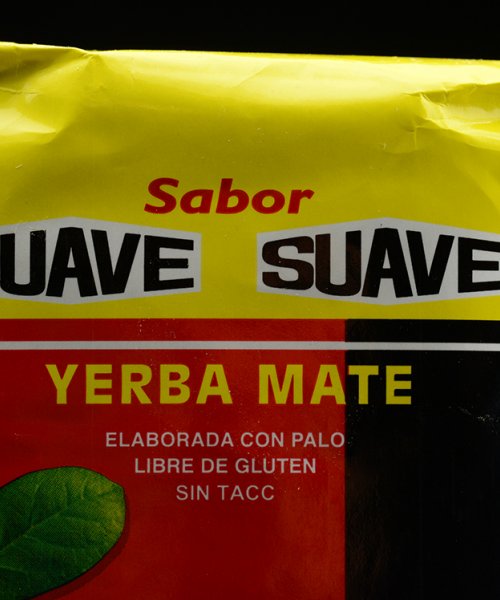 Sabor
UAVE SUAVE
YERBA MATE
ELABORADA CON PALO
LIBRE DE GLUTEN
SIN TACC